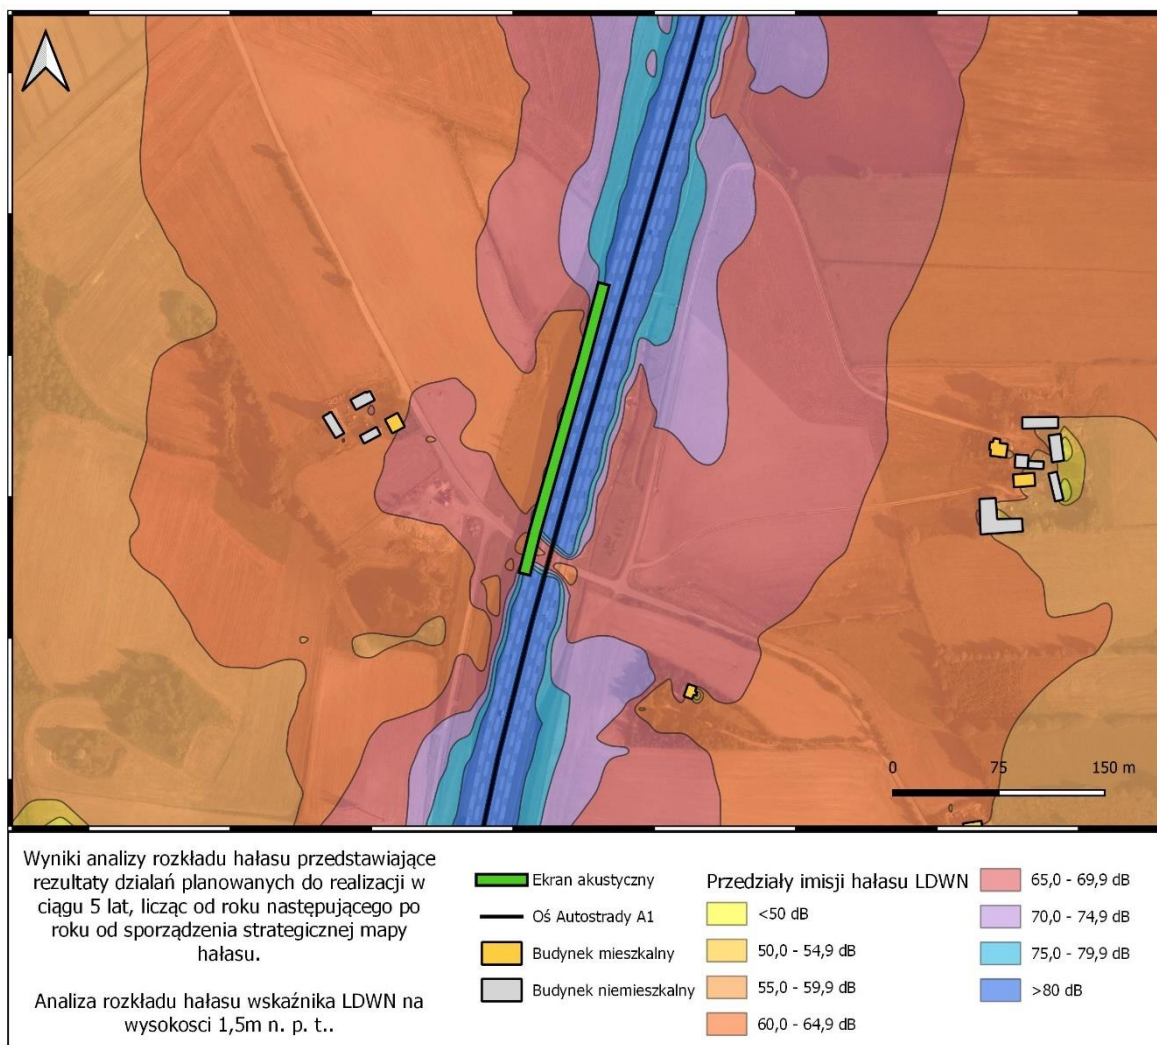 0 75 150 m
Wyniki analizy rozkładu hałasu przedstawiające
rezultaty działań planowanych do realizacji w
ciągu 5 lat, licząc od roku następującego po
roku od sporządzenia strategicznej mapy
hałasu.
Analiza rozkładu hałasu wskaźnika LDWN na
wysokosci 1,5m n. p. t..
Ekran akustyczny
Oś Autostrady A1
Budynek mieszkalny
Budynek niemieszkalny
Przedziały imisji hałasu LDWN
<50 dB
50,0 - 54,9 dB
55,0 - 59,9 dB
60,0 - 64,9 dB
65,0 - 69,9 dB
70,0 - 74,9 dB
75,0 - 79,9 dB
>80 dB